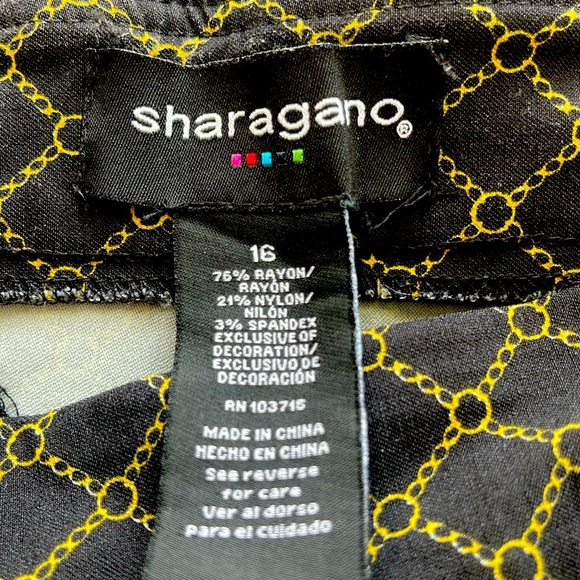 sharagano®
16
75% RAYON/
RAYÓN
21% NYLON/
NILÓN
3% SPANDEX
EXCLUSIVE OF
DECORATION/
EXCLUSIVO DE
DECORACIÓN
RN 103715
MADE IN CHINA
HECHO EN CHINA
See reverse
for care
Ver al dorso
Para el cuidado